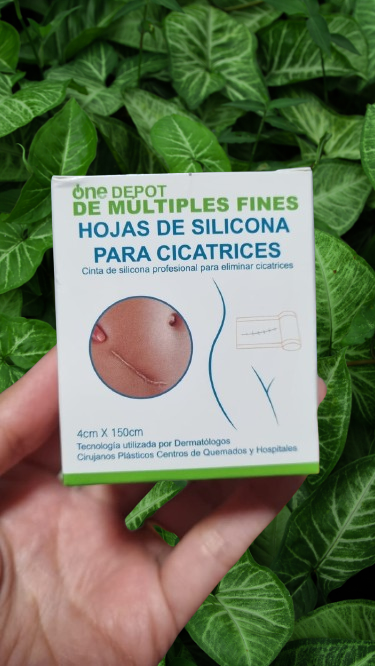 one DEPOT
DE MULTIPLES FINES
HOJAS DE SILICONA
PARA CICATRICES
Cinta de silicona profesional para eliminar cicatrices
4cm X 150cm
Tecnología utilizada por Dermatólogos
Cirujanos Plásticos Centros de Quemados y Hospitales